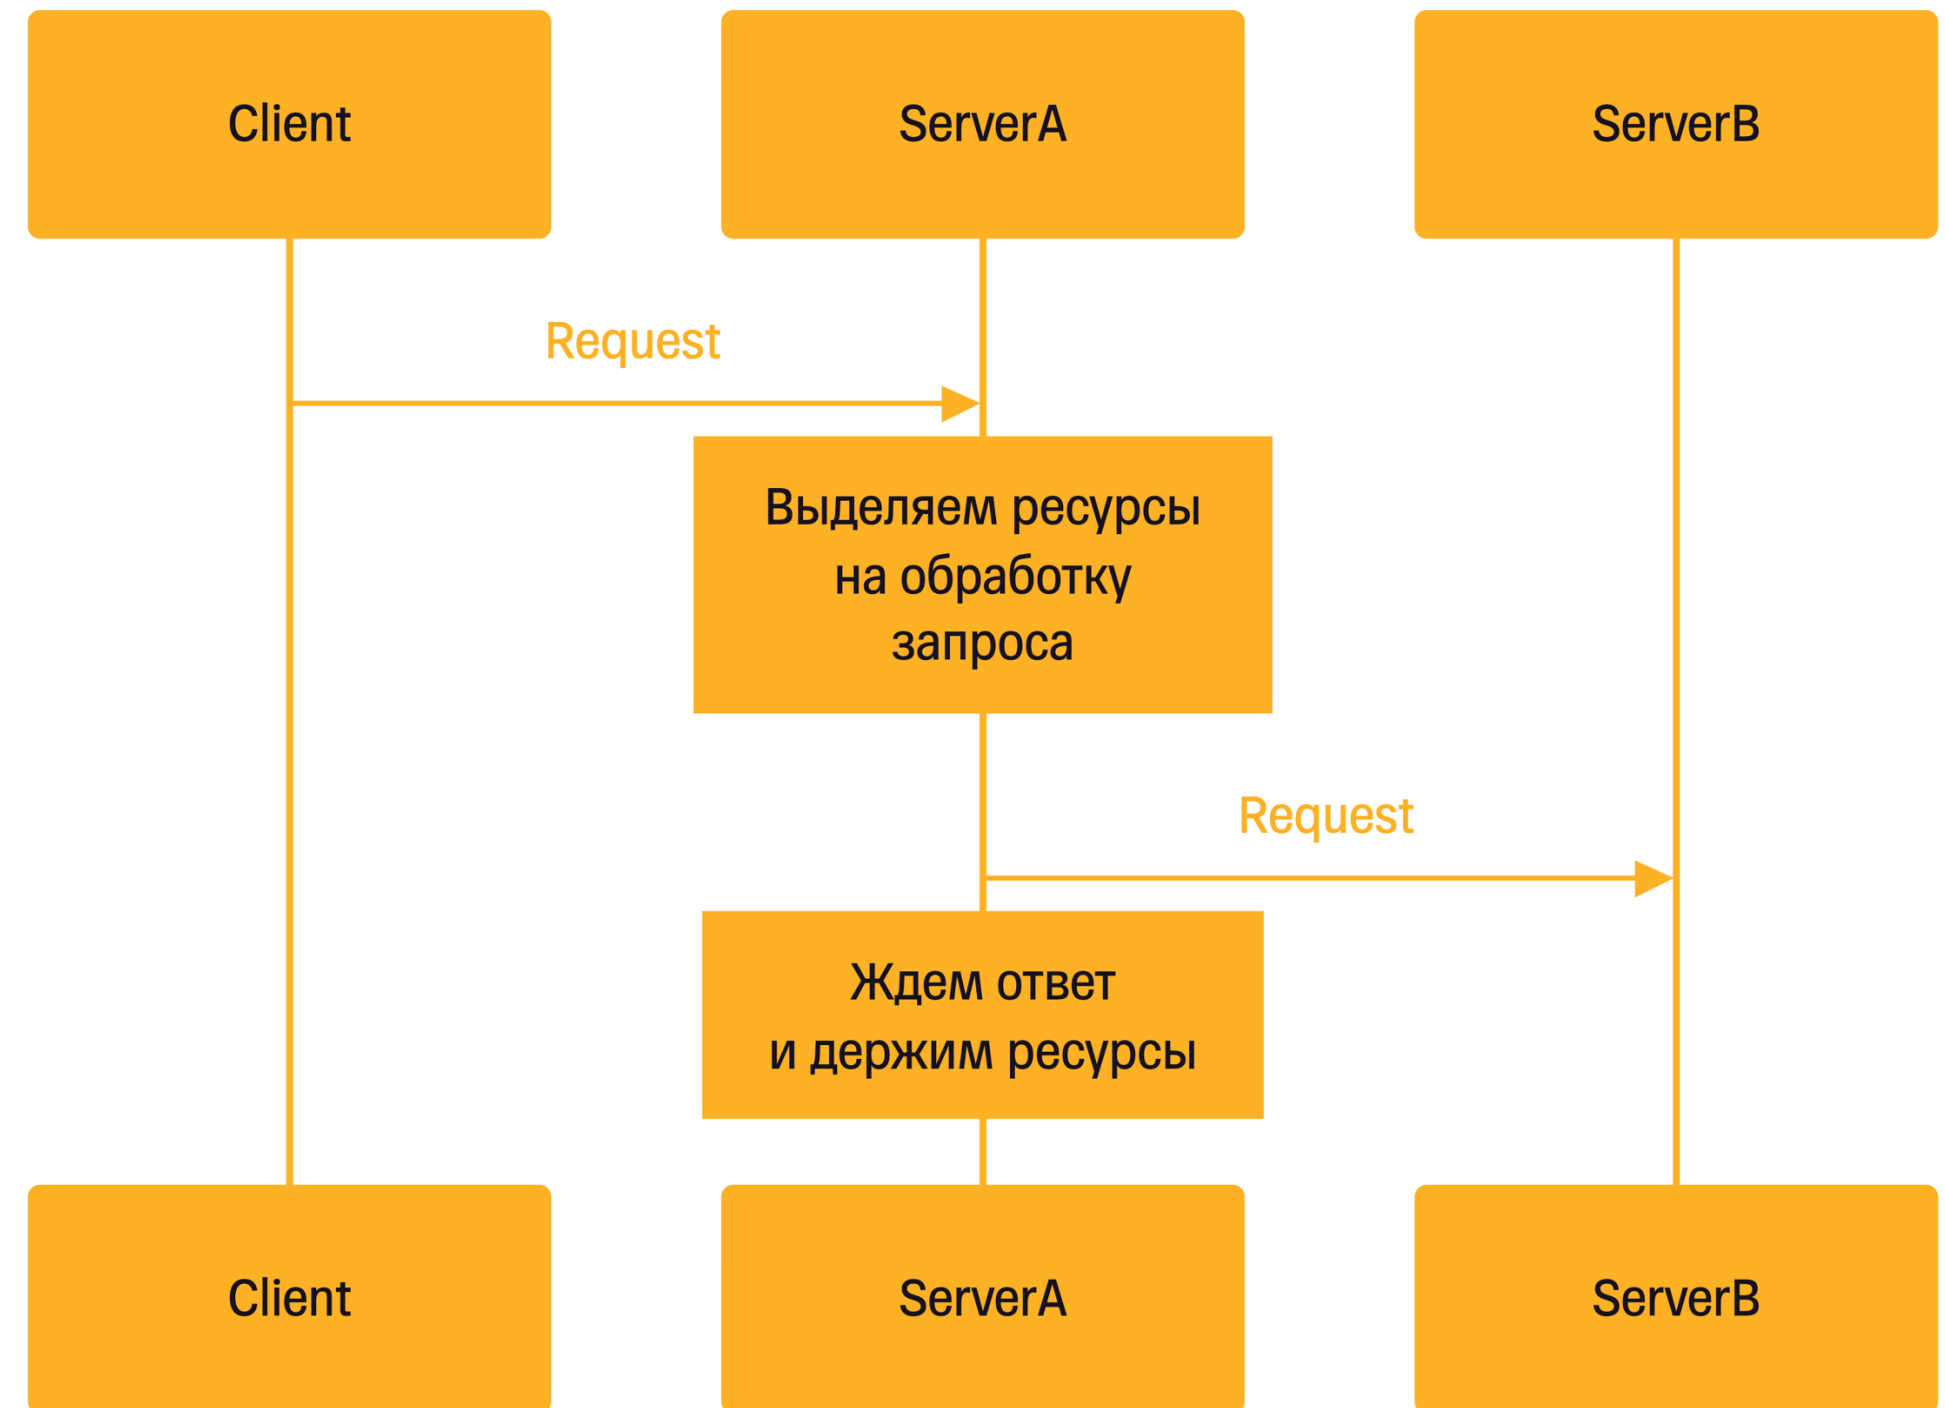 Client
ServerA
ServerB
Request
Выделяем ресурсы
на обработку
запроса
Request
Ждем ответ
и держим ресурсы
Client
ServerA
ServerB